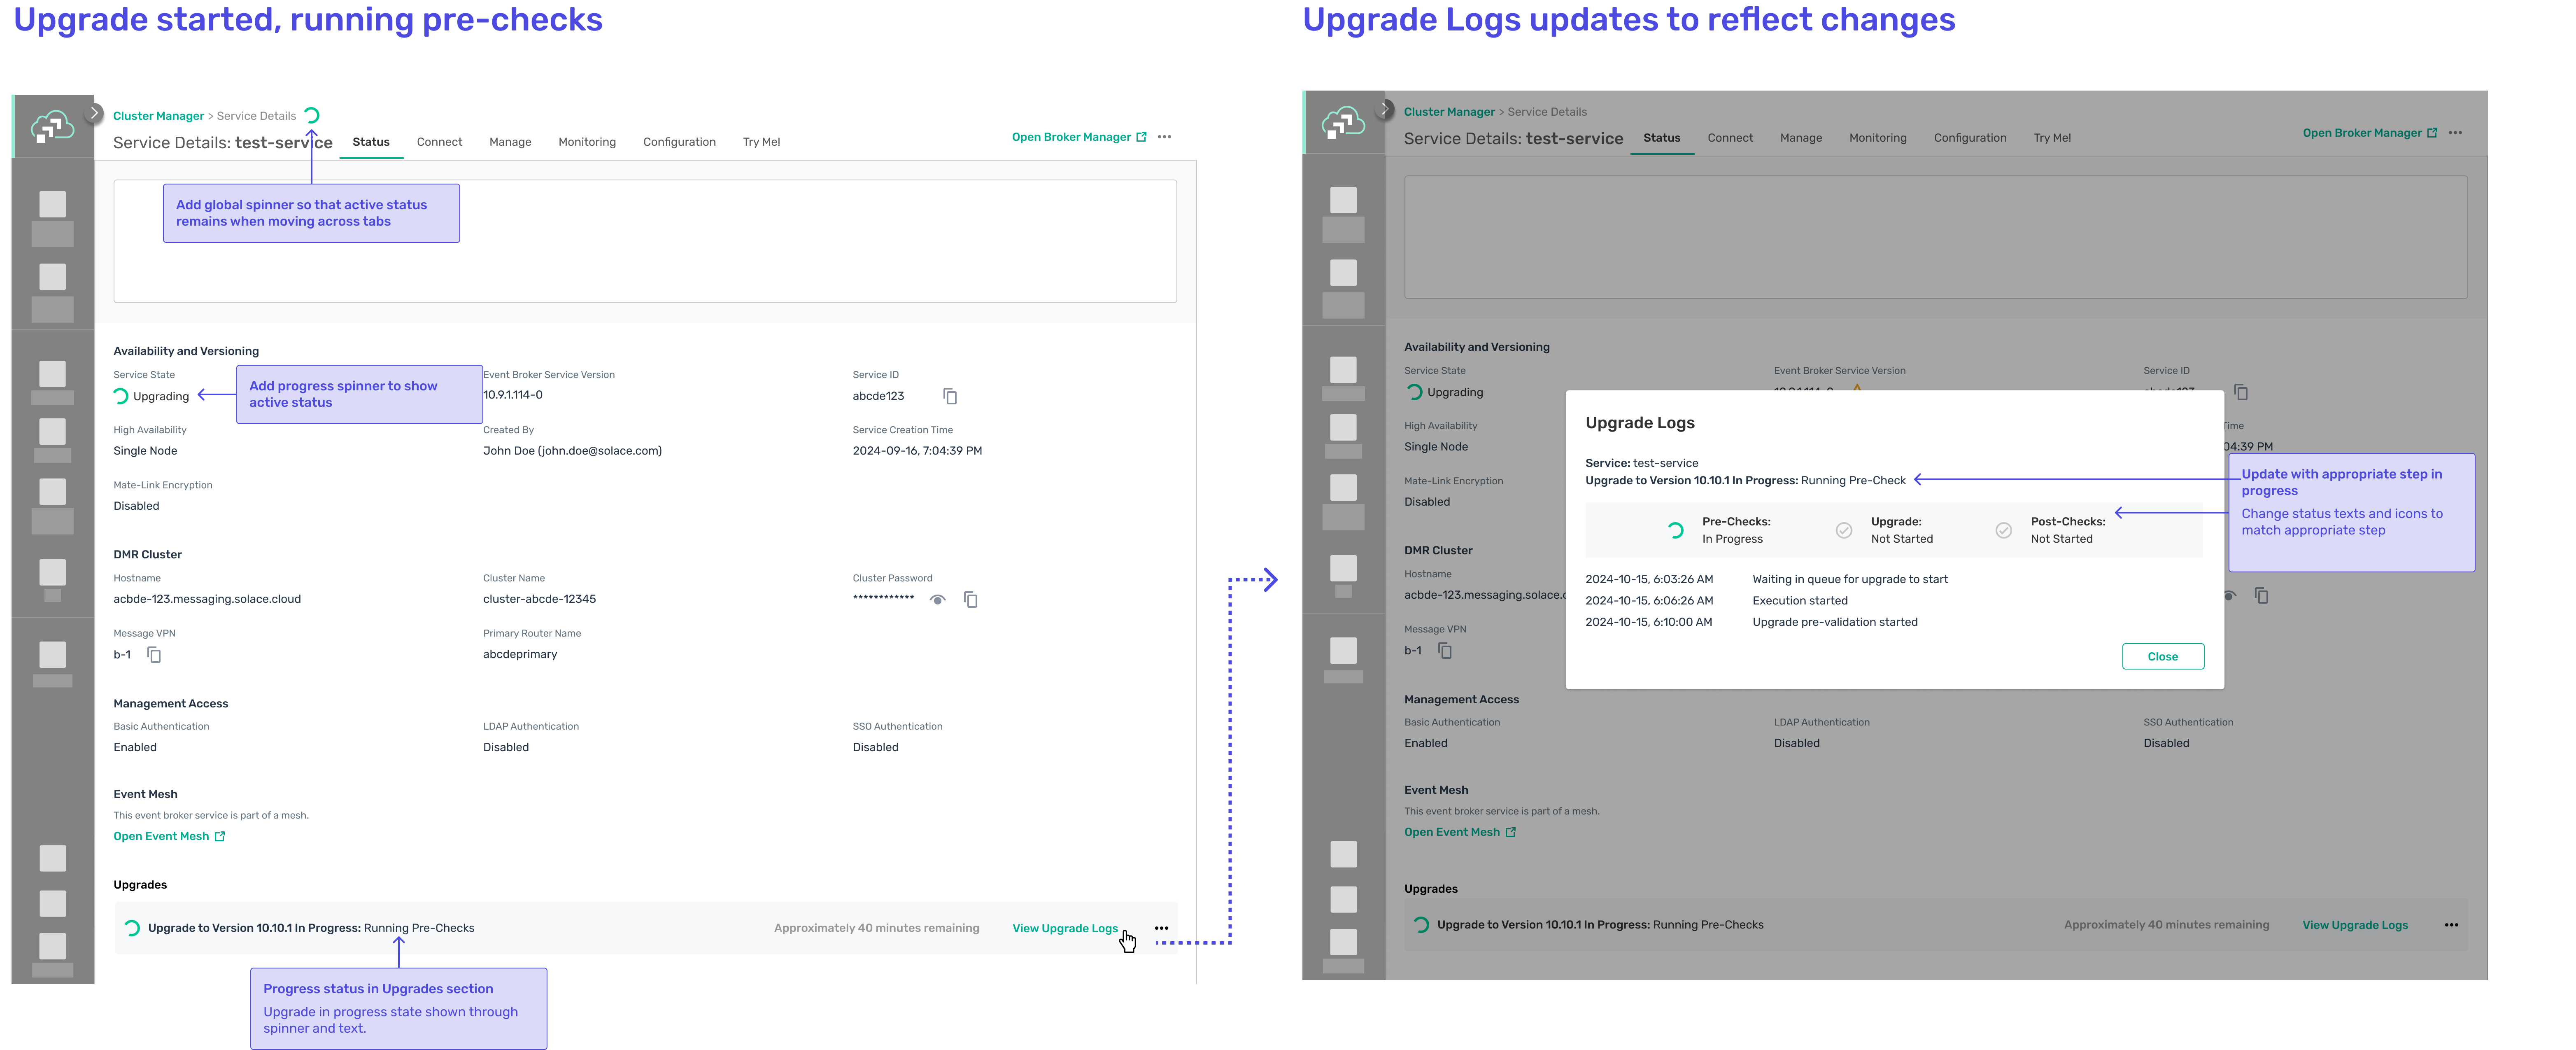 Upgrade started, running pre-checks
Cluster Manager > Service Details
Service Details: test-service
Status
Connect
Manage
Monitoring
Configuration
Try Me!
Open Broker Manager
Add global spinner so that active status
remains when moving across tabs
Availability and Versioning
Service State
Upgrading
Add progress spinner to show
active status
Event Broker Service Version
10.9.1.114-0
Service ID
abcde123
High Availability
Single Node
Created By
John Doe (john.doe@solace.com)
Service Creation Time
2024-09-16, 7:04:39 PM
Mate-Link Encryption
Disabled
DMR Cluster
Hostname
acbde-123.messaging.solace.cloud
Cluster Name
cluster-abcde-12345
Cluster Password
************
Message VPN
b-1
Primary Router Name
abcdeprimary
Management Access
Basic Authentication
Enabled
LDAP Authentication
Disabled
SSO Authentication
Disabled
Event Mesh
This event broker service is part of a mesh.
Open Event Mesh
Upgrades
Upgrade to Version 10.10.1 In Progress: Running Pre-Checks
Approximately 40 minutes remaining
View Upgrade Logs
Progress status in Upgrades section
Upgrade in progress state shown through
spinner and text.
Upgrade Logs updates to reflect changes
Cluster Manager > Service Details
Service Details: test-service
Status
Connect
Manage
Monitoring
Configuration
Try Me!
Open Broker Manager
Availability and Versioning
Service State
Upgrading
Event Broker Service Version
Service ID
High Availability
Single Node
04:39 PM
Mate-Link Encryption
Disabled
Upgrade Logs
Service: test-service
Upgrade to Version 10.10.1 In Progress: Running Pre-Check
Pre-Checks:
In Progress
Upgrade:
Not Started
Post-Checks:
Not Started
2024-10-15, 6:03:26 AM Waiting in queue for upgrade to start
2024-10-15, 6:06:26 AM Execution started
2024-10-15, 6:10:00 AM Upgrade pre-validation started
Close
Update with appropriate step in
progress
Change status texts and icons to
match appropriate step
DMR Cluster
Hostname
acbde-123.messaging.solace.c
Message VPN
b-1
Management Access
Basic Authentication
Enabled
LDAP Authentication
Disabled
SSO Authentication
Disabled
Event Mesh
This event broker service is part of a mesh.
Open Event Mesh
Upgrades
Upgrade to Version 10.10.1 In Progress: Running Pre-Checks
Approximately 40 minutes remaining
View Upgrade Logs